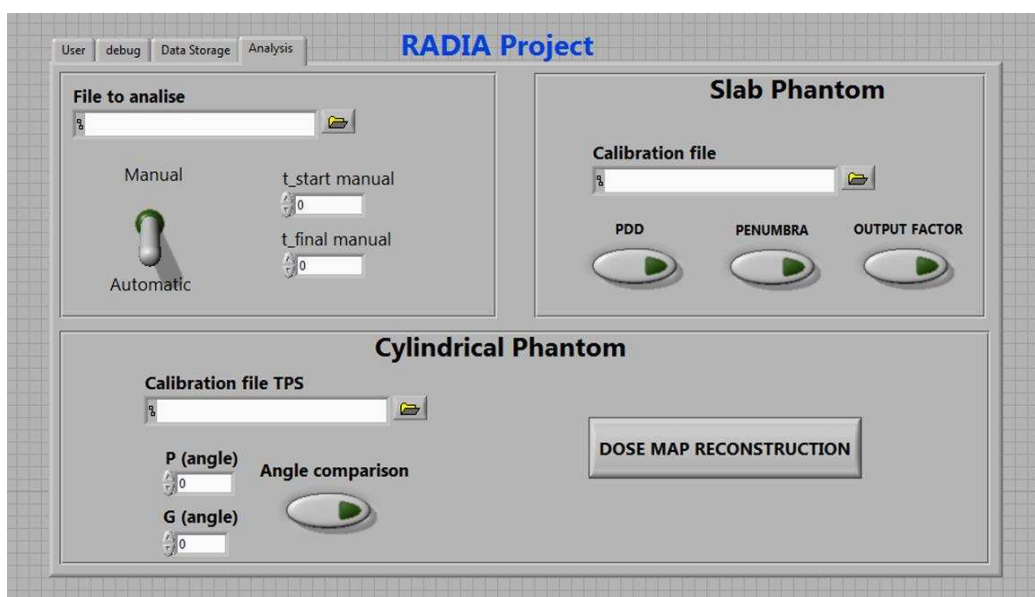 RADIA Project
User debug Data Storage Analysis
File to analise
Manual
Automatic
t_start manual
0
t_final manual
0
Slab Phantom
Calibration file
PDD PENUMBRA OUTPUT FACTOR
Cylindrical Phantom
Calibration file TPS
P (angle)
0
G (angle)
0
Angle comparison
DOSE MAP RECONSTRUCTION